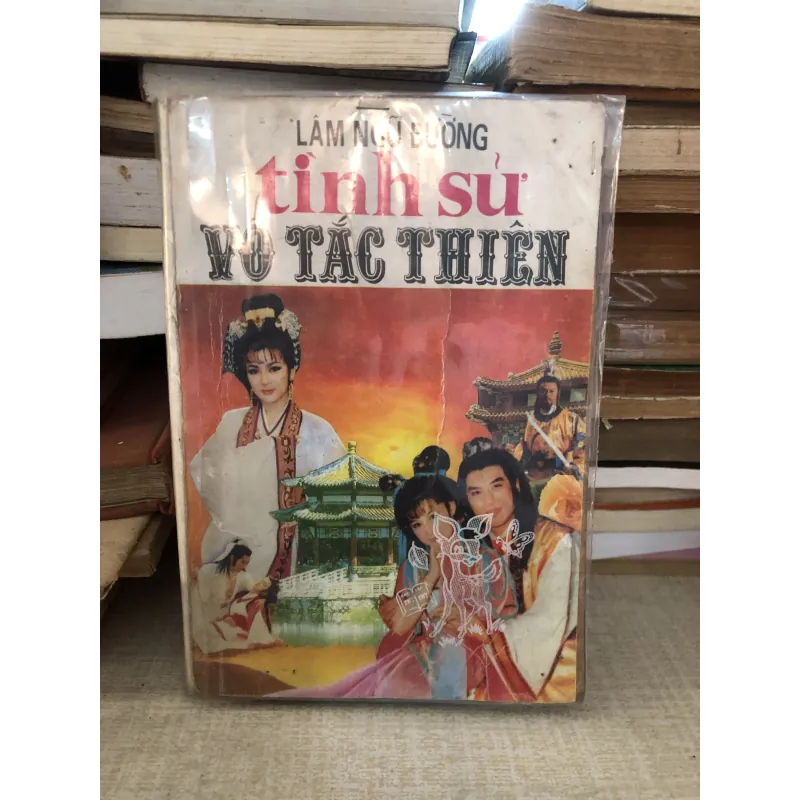 LÂM NGỮ ĐƯỜNG
tình sử
VÕ TẮC THIÊN